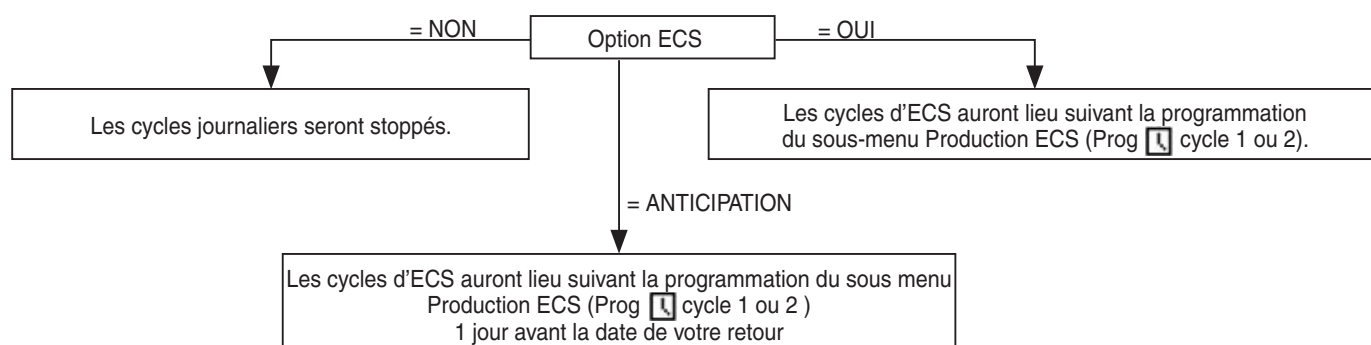 = NON
Option ECS
= OUI
Les cycles journaliers seront stoppés.
Les cycles d'ECS auront lieu suivant la programmation
du sous-menu Production ECS (Prog cycle 1 ou 2).
= ANTICIPATION
Les cycles d'ECS auront lieu suivant la programmation du sous menu
Production ECS (Prog cycle 1 ou 2 )
1 jour avant la date de votre retour